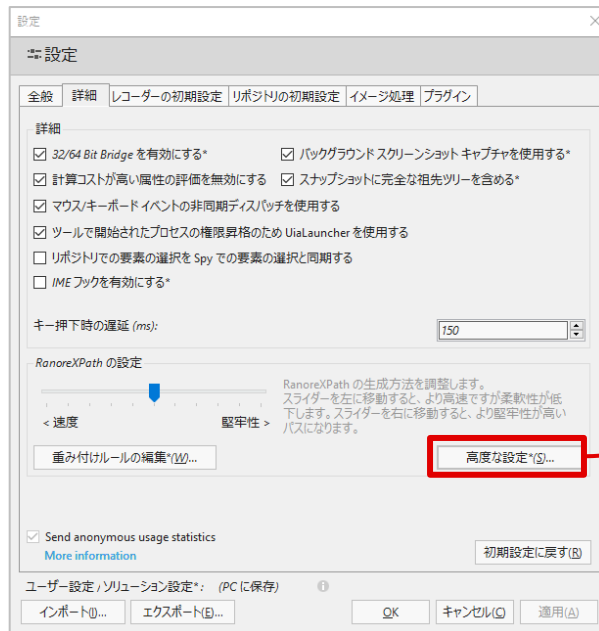 設定
設定
全般 詳細 レコーダーの初期設定 リポジトリの初期設定 イメージ処理 プラグイン
詳細
32/64 Bit Bridge を有効にする* バックグラウンド スクリーンショット キャプチャを使用する*
計算コストが高い属性の評価を無効にする スナップショットに完全な祖先ツリーを含める*
マウス/キーボード イベントの非同期ディスパッチを使用する
ツールで開始されたプロセスの権限昇格のため UiaLauncher を使用する
リポジトリでの要素の選択を Spy での要素の選択と同期する
IME フックを有効にする*
キー押下時の遅延 (ms): 150
RanoreXPath の設定
RanoreXPath の生成方法を調整します。
スライダーを左に移動すると、より高速ですが柔軟性が低
下します。スライダーを右に移動すると、より堅牢性が高い
パスになります。
< 速度 堅牢性 >
重み付けルールの編集*(W)... 高度な設定*(S)...
Send anonymous usage statistics
More information
初期設定に戻す(R)
ユーザー設定 / ソリューション設定*: (PC に保存)
インポート(I)... エクスポート(E)... OK キャンセル(C) 適用(A)